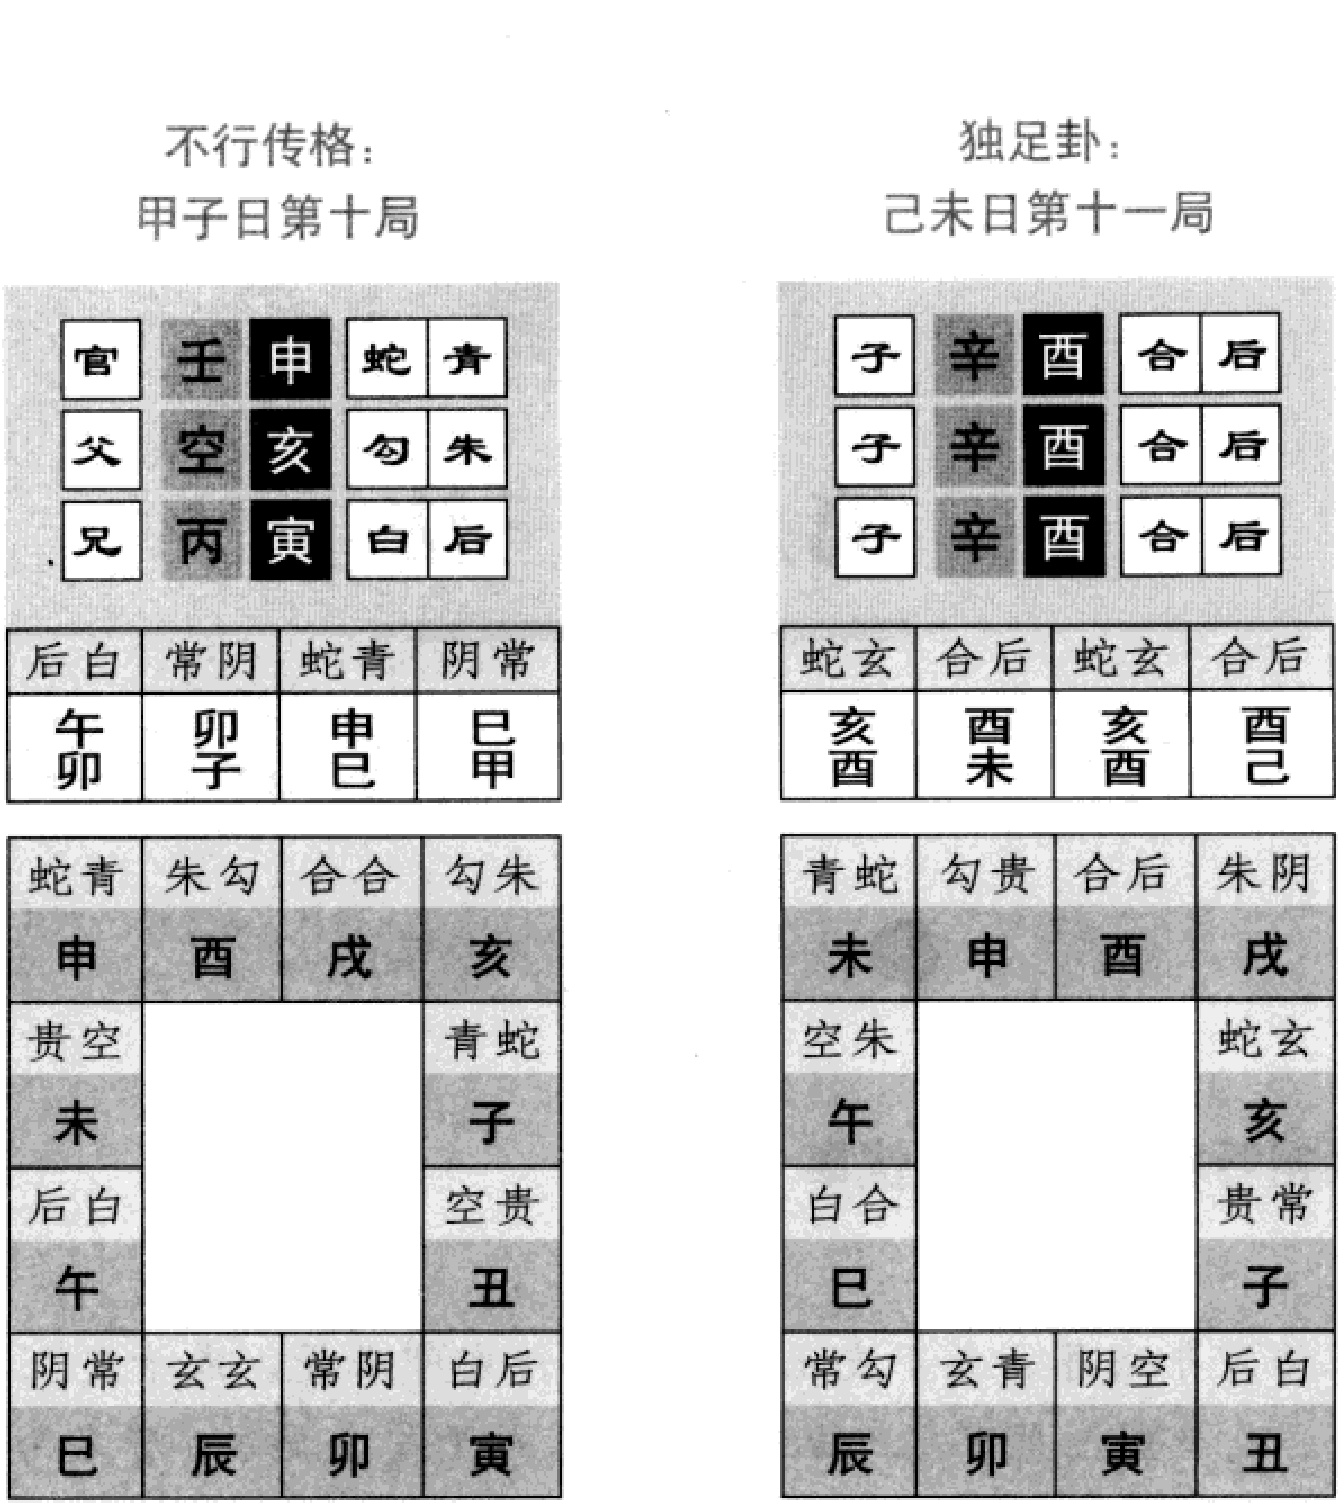 不行传格：
甲子日第十局
官 壬 申 蛇 青
父 空 亥 勾 朱
兄 丙 寅 白 后
后白 常阴 蛇青 阴常
午 卯 申 巳
卯 子 巳 甲
蛇青 朱勾 合合 勾朱
申 酉 戌 亥
贵空 青蛇
未 子
后白 空贵
午 丑
阴常 玄玄 常阴 白后
巳 辰 卯 寅
独足卦：
己未日第十一局
子 辛 酉 合 后
子 辛 酉 合 后
子 辛 酉 合 后
蛇玄 合后 蛇玄 合后
亥 酉 亥 酉
酉 未 酉 己
青蛇 勾贵 合后 朱阴
未 申 酉 戌
空朱 蛇玄
午 亥
白合 贵常
巳 子
常勾 玄青 阴空 后白
辰 卯 寅 丑